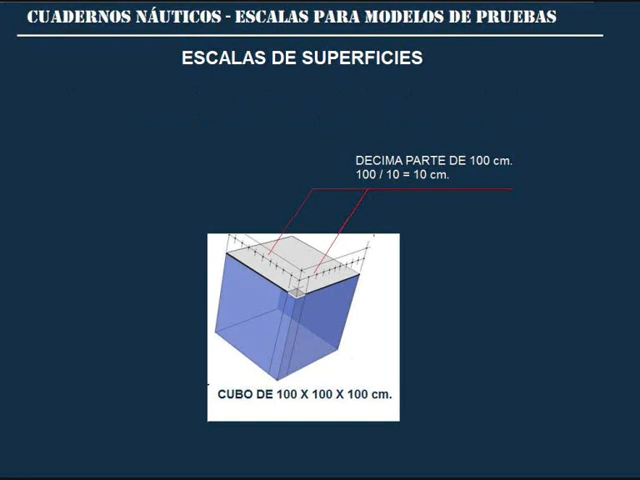 CUADERNOS NÁUTICOS - ESCALAS PARA MODELOS DE PRUEBAS
ESCALAS DE SUPERFICIES
DECIMA PARTE DE 100 cm.
100 / 10 = 10 cm.
CUBO DE 100 X 100 X 100 cm.